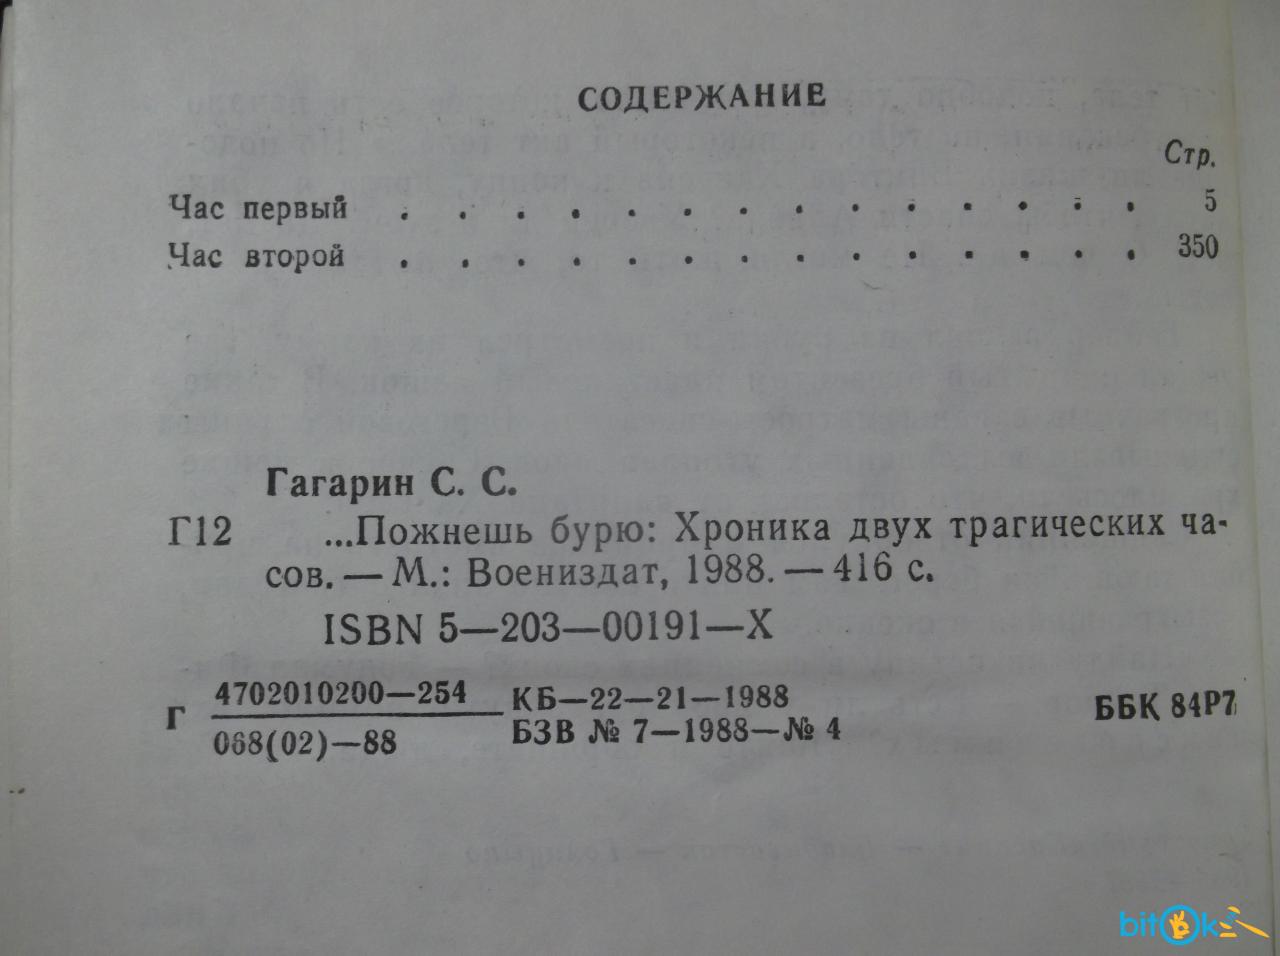 СОДЕРЖАНИЕ
Стр.
Час первый . . . . . . . . . . . . . . 5
Час второй . . . . . . . . . . . . . . 350
Гагарин С. С.
Г12 ...Пожнешь бурю: Хроника двух трагических ча-
сов. — М.: Воениздат, 1988. — 416 с.
ISBN 5—203—00191—X
Г 4702010200—254 КБ—22—21—1988
068(02)—88 БЗВ № 7—1988—№ 4 ББК 84Р7
bitok